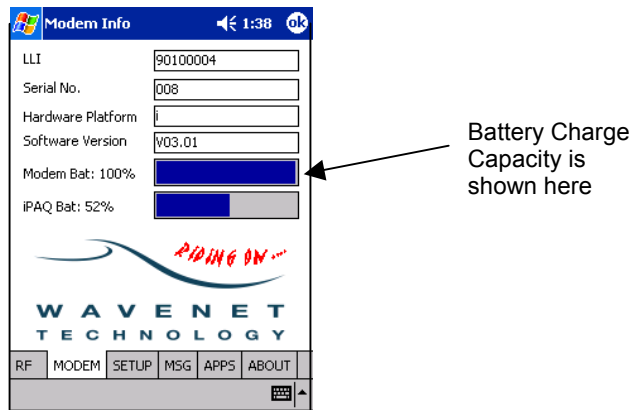 Modem Info 1:38 ok
LLI 90100004
Serial No. 008
Hardware Platform i
Software Version V03.01
Modem Bat: 100%
iPAQ Bat: 52%
Battery Charge
Capacity is
shown here
RIDING ON ...
WAVENET
TECHNOLOGY
RF MODEM SETUP MSG APPS ABOUT